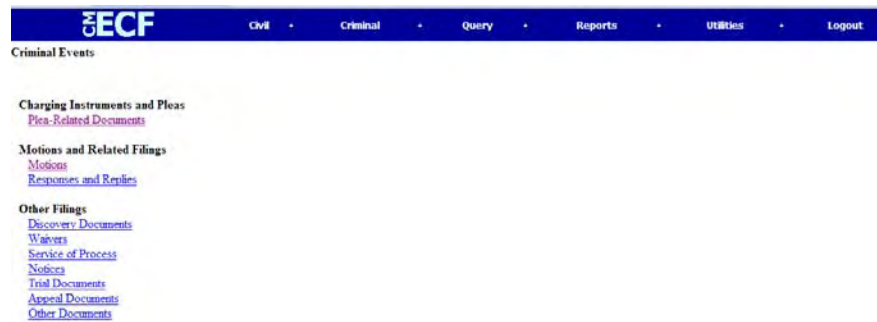 CM ECF Civil • Criminal • Query • Reports • Utilities • Logout
Criminal Events
Charging Instruments and Pleas
Plea-Related Documents
Motions and Related Filings
Motions
Responses and Replies
Other Filings
Discovery Documents
Waivers
Service of Process
Notices
Trial Documents
Appeal Documents
Other Documents